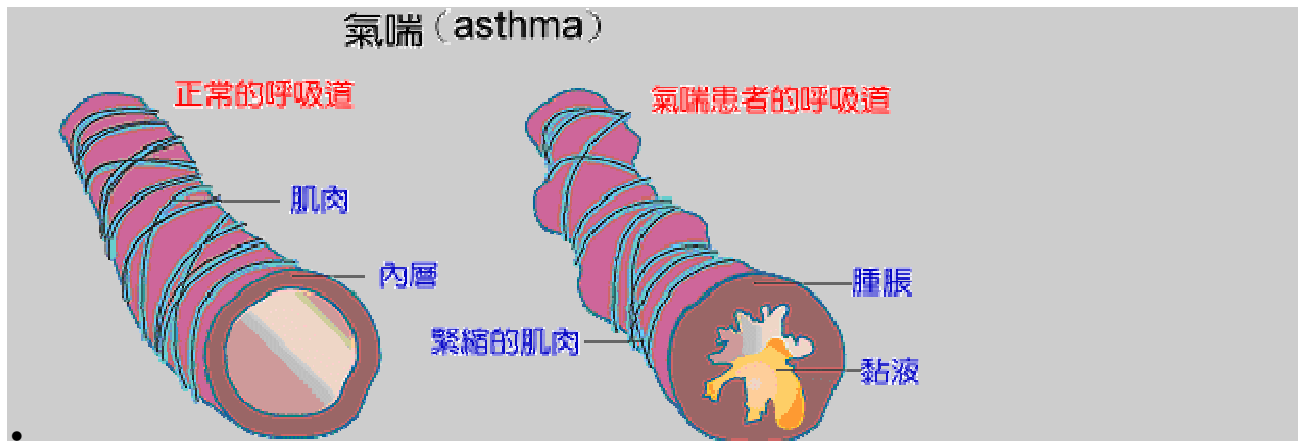 氣喘（asthma）
正常的呼吸道
氣喘患者的呼吸道
肌肉
內層
腫脹
緊縮的肌肉
黏液